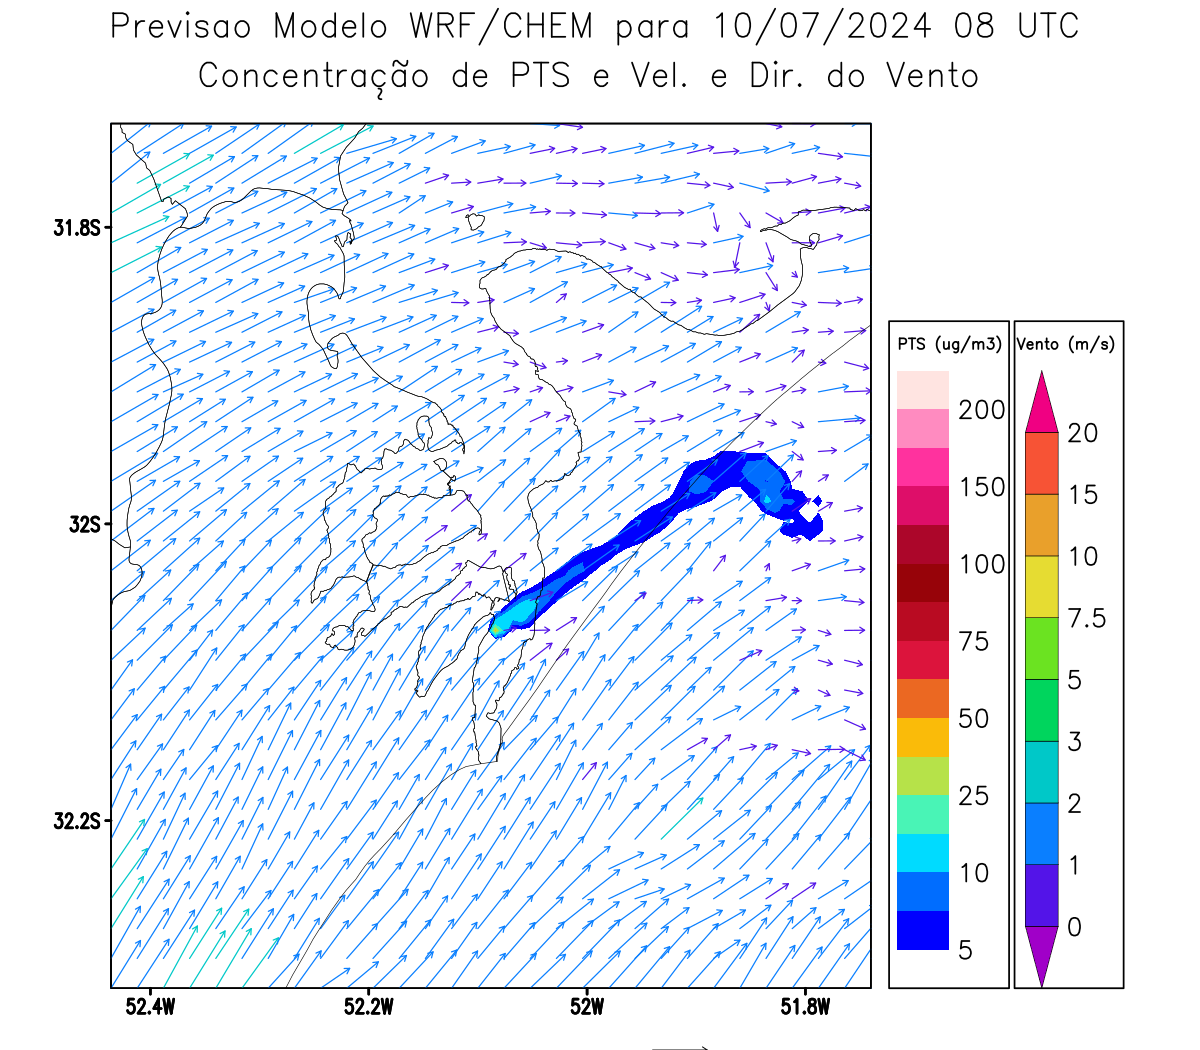 Previsao Modelo WRF/CHEM para 10/07/2024 08 UTC
Concentração de PTS e Vel. e Dir. do Vento
31.8S
32S
32.2S
52.4W 52.2W 52W 51.8W
PTS (ug/m3)
200
150
100
75
50
25
10
5
Vento (m/s)
20
15
10
7.5
5
3
2
1
0